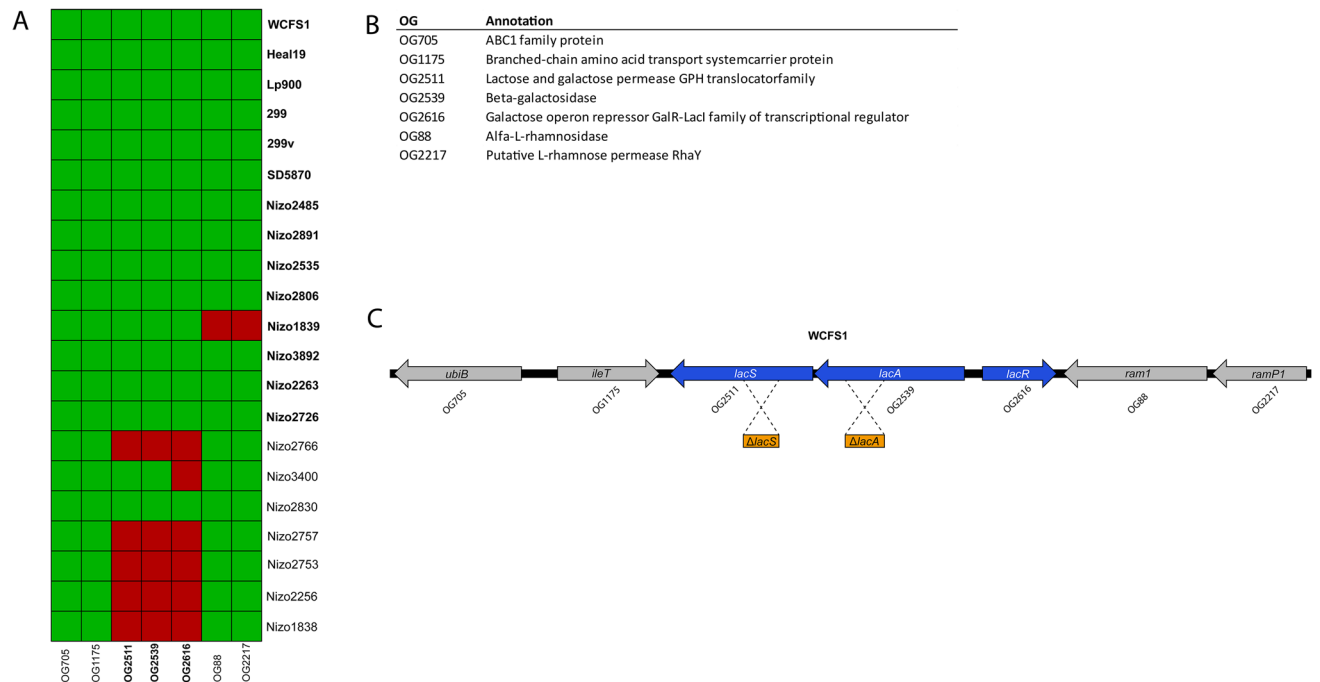 A
WCFS1
Heal19
Lp900
299
299v
SD5870
Nizo2485
Nizo2891
Nizo2535
Nizo2806
Nizo1839
Nizo3892
Nizo2263
Nizo2726
Nizo2766
Nizo3400
Nizo2830
Nizo2757
Nizo2753
Nizo2256
Nizo1838
OG705 OG1175 OG2511 OG2539 OG2616 OG88 OG2217
B
OG Annotation
OG705 ABC1 family protein
OG1175 Branched-chain amino acid transport systemcarrier protein
OG2511 Lactose and galactose permease GPH translocatorfamily
OG2539 Beta-galactosidase
OG2616 Galactose operon repressor GalR-LacI family of transcriptional regulator
OG88 Alfa-L-rhamnosidase
OG2217 Putative L-rhamnose permease RhaY
C
WCFS1
ubiB ileT lacS lacA lacR ram1 ramP1
OG705 OG1175 OG2511 OG2539 OG2616 OG88 OG2217
ΔlacS ΔlacA